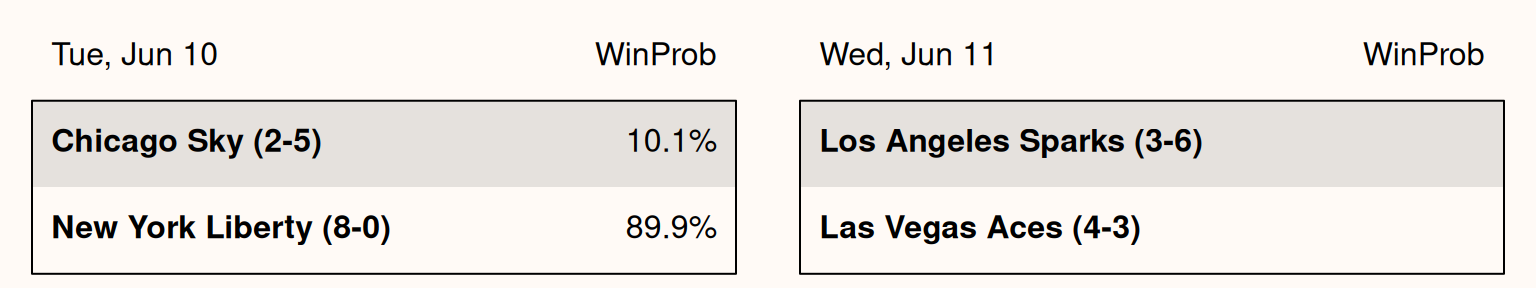 Tue, Jun 10 WinProb
Chicago Sky (2-5) 10.1%
New York Liberty (8-0) 89.9%
Wed, Jun 11 WinProb
Los Angeles Sparks (3-6)
Las Vegas Aces (4-3)